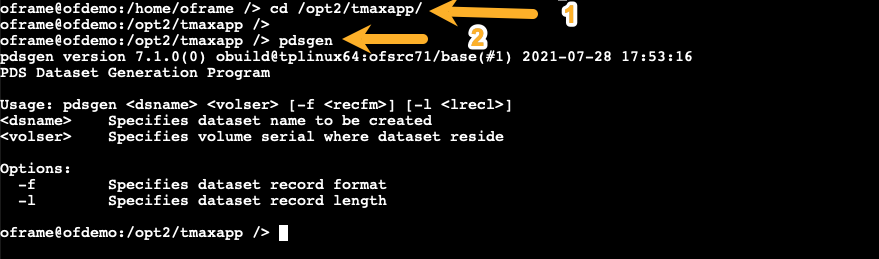 oframe@ofdemo:/home/oframe /> cd /opt2/tmaxapp/ 1
oframe@ofdemo:/opt2/tmaxapp />
oframe@ofdemo:/opt2/tmaxapp /> pdsgen 2
pdsgen version 7.1.0(0) obuild@tplinux64:ofsrc71/base(#1) 2021-07-28 17:53:16
PDS Dataset Generation Program
Usage: pdsgen <dsname> <volser> [-f <recfm>] [-l <lrecl>]
<dsname>    Specifies dataset name to be created
<volser>    Specifies volume serial where dataset reside
Options:
  -f        Specifies dataset record format
  -l        Specifies dataset record length
oframe@ofdemo:/opt2/tmaxapp />